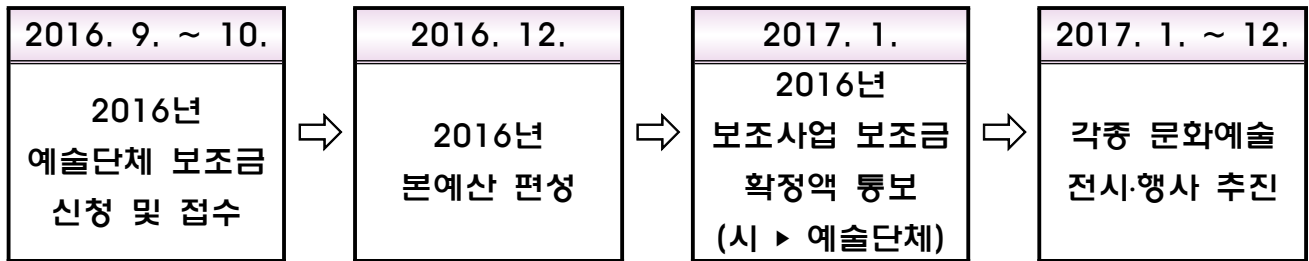 2016. 9. ~ 10.
2016년
예술단체 보조금
신청 및 접수
⇨
2016. 12.
2016년
본예산 편성
⇨
2017. 1.
2016년
보조사업 보조금
확정액 통보
(시 ▶ 예술단체)
⇨
2017. 1. ~ 12.
각종 문화예술
전시·행사 추진